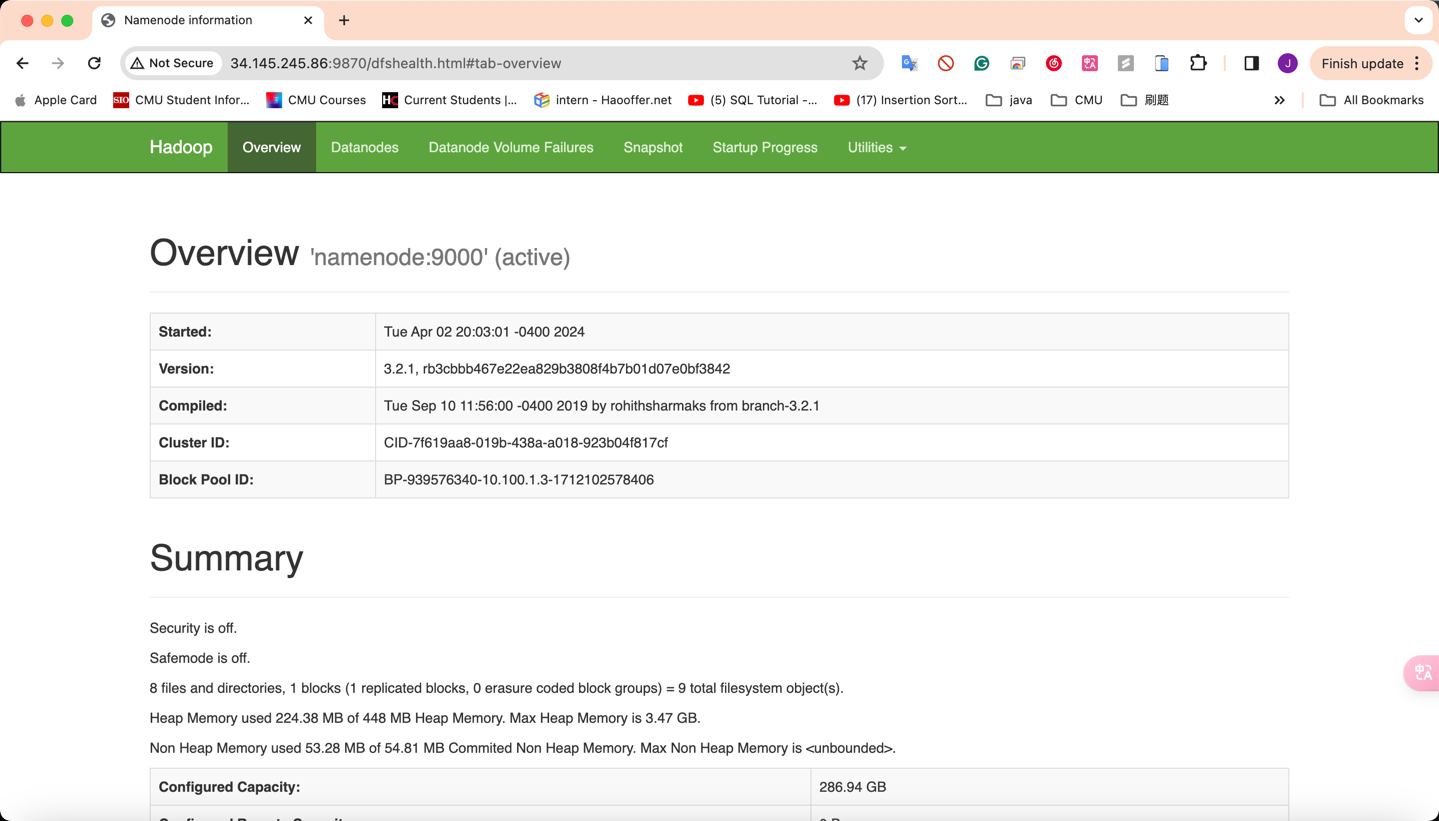 Namenode information
Not Secure 34.145.245.86:9870/dfshealth.html#tab-overview Finish update
Apple Card SIO CMU Student Infor... CMU Courses HC Current Students |... intern - Haooffer.net (5) SQL Tutorial -... (17) Insertion Sort... java CMU 刷题 All Bookmarks
Hadoop Overview Datanodes Datanode Volume Failures Snapshot Startup Progress Utilities
Overview 'namenode:9000' (active)
Started: Tue Apr 02 20:03:01 -0400 2024
Version: 3.2.1, rb3cbbb467e22ea829b3808f4b7b01d07e0bf3842
Compiled: Tue Sep 10 11:56:00 -0400 2019 by rohithsharmaks from branch-3.2.1
Cluster ID: CID-7f619aa8-019b-438a-a018-923b04f817cf
Block Pool ID: BP-939576340-10.100.1.3-1712102578406
Summary
Security is off.
Safemode is off.
8 files and directories, 1 blocks (1 replicated blocks, 0 erasure coded block groups) = 9 total filesystem object(s).
Heap Memory used 224.38 MB of 448 MB Heap Memory. Max Heap Memory is 3.47 GB.
Non Heap Memory used 53.28 MB of 54.81 MB Commited Non Heap Memory. Max Non Heap Memory is <unbounded>.
Configured Capacity: 286.94 GB